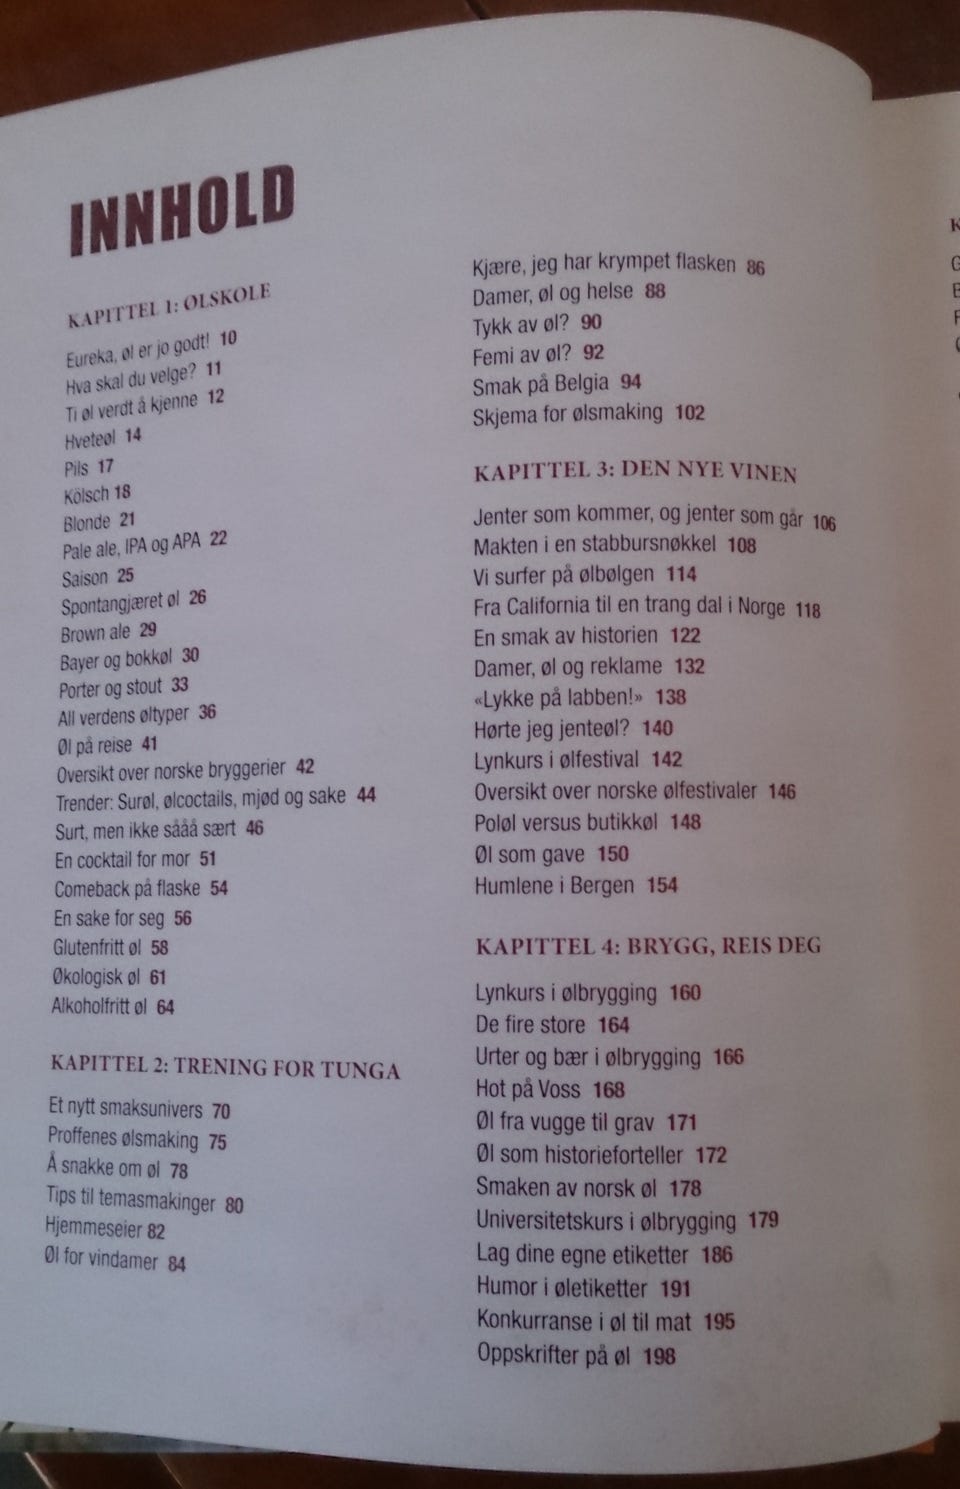 INNHOLD
KAPITTEL 1: ØLSKOLE
Eureka, øl er jo godt! 10
Hva skal du velge? 11
Ti øl verdt å kjenne 12
Hveteøl 14
Pils 17
Kölsch 18
Blonde 21
Pale ale, IPA og APA 22
Saison 25
Spontangjæret øl 26
Brown ale 29
Bayer og bokkøl 30
Porter og stout 33
All verdens øltyper 36
Øl på reise 41
Oversikt over norske bryggerier 42
Trender: Surøl, ølcoctails, mjød og sake 44
Surt, men ikke sååå sært 46
En cocktail for mor 51
Comeback på flaske 54
En sake for seg 56
Glutenfritt øl 58
Økologisk øl 61
Alkoholfritt øl 64
KAPITTEL 2: TRENING FOR TUNGA
Et nytt smaksunivers 70
Proffenes ølsmaking 75
Å snakke om øl 78
Tips til temasmakinger 80
Hjemmeseier 82
Øl for vindamer 84
Kjære, jeg har krympet flasken 86
Damer, øl og helse 88
Tykk av øl? 90
Femi av øl? 92
Smak på Belgia 94
Skjema for ølsmaking 102
KAPITTEL 3: DEN NYE VINEN
Jenter som kommer, og jenter som går 106
Makten i en stabbursnøkkel 108
Vi surfer på ølbølgen 114
Fra California til en trang dal i Norge 118
En smak av historien 122
Damer, øl og reklame 132
«Lykke på labben!» 138
Hørte jeg jenteøl? 140
Lynkurs i ølfestival 142
Oversikt over norske ølfestivaler 146
Poløl versus butikkøl 148
Øl som gave 150
Humlene i Bergen 154
KAPITTEL 4: BRYGG, REIS DEG
Lynkurs i ølbrygging 160
De fire store 164
Urter og bær i ølbrygging 166
Hot på Voss 168
Øl fra vugge til grav 171
Øl som historieforteller 172
Smaken av norsk øl 178
Universitetskurs i ølbrygging 179
Lag dine egne etiketter 186
Humor i øletiketter 191
Konkurranse i øl til mat 195
Oppskrifter på øl 198